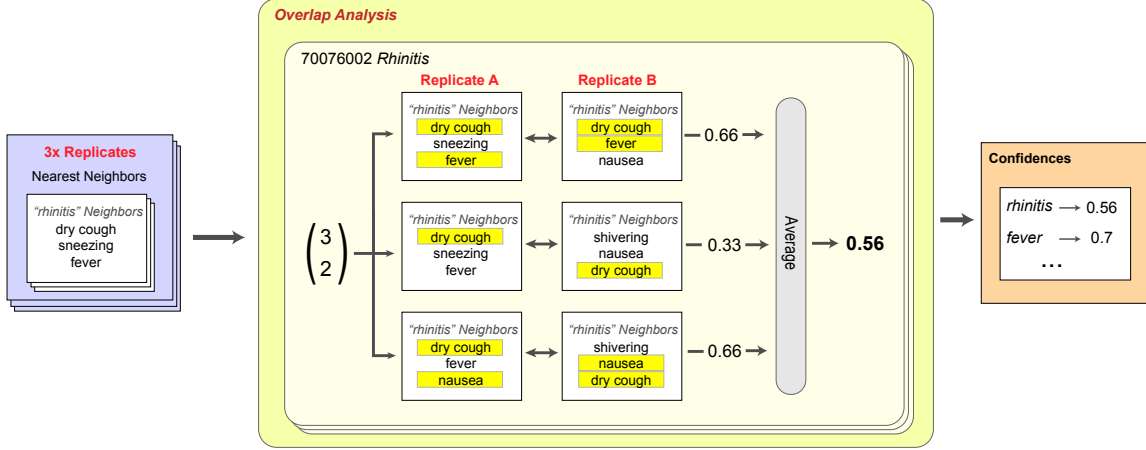 Overlap Analysis
70076002 Rhinitis
Replicate A
Replicate B
3x Replicates
Nearest Neighbors
"rhinitis" Neighbors
dry cough
sneezing
fever
(3
2)
"rhinitis" Neighbors
dry cough
sneezing
fever
"rhinitis" Neighbors
dry cough
fever
nausea
0.66
"rhinitis" Neighbors
dry cough
sneezing
fever
"rhinitis" Neighbors
shivering
nausea
dry cough
0.33
"rhinitis" Neighbors
dry cough
fever
nausea
"rhinitis" Neighbors
shivering
nausea
dry cough
0.66
Average
0.56
Confidences
rhinitis → 0.56
fever → 0.7
...